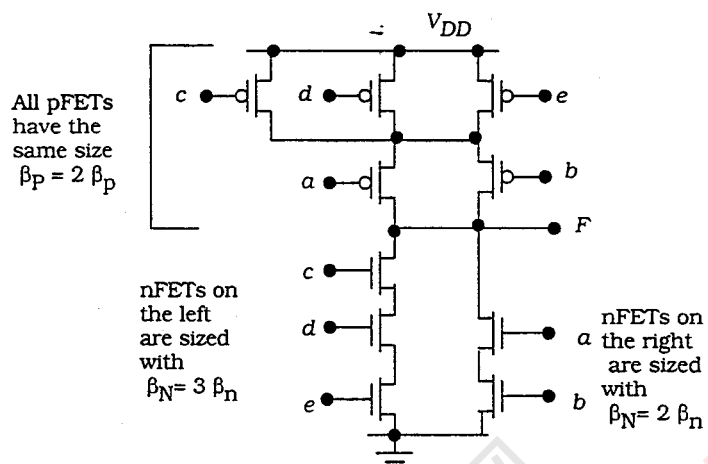 V_DD
c
d
e
All pFETs
have the
same size
β_P = 2 β_p
a
b
F
c
nFETs on
the left
are sized
with
β_N = 3 β_n
d
e
a
b
nFETs on
the right
are sized
with
β_N = 2 β_n